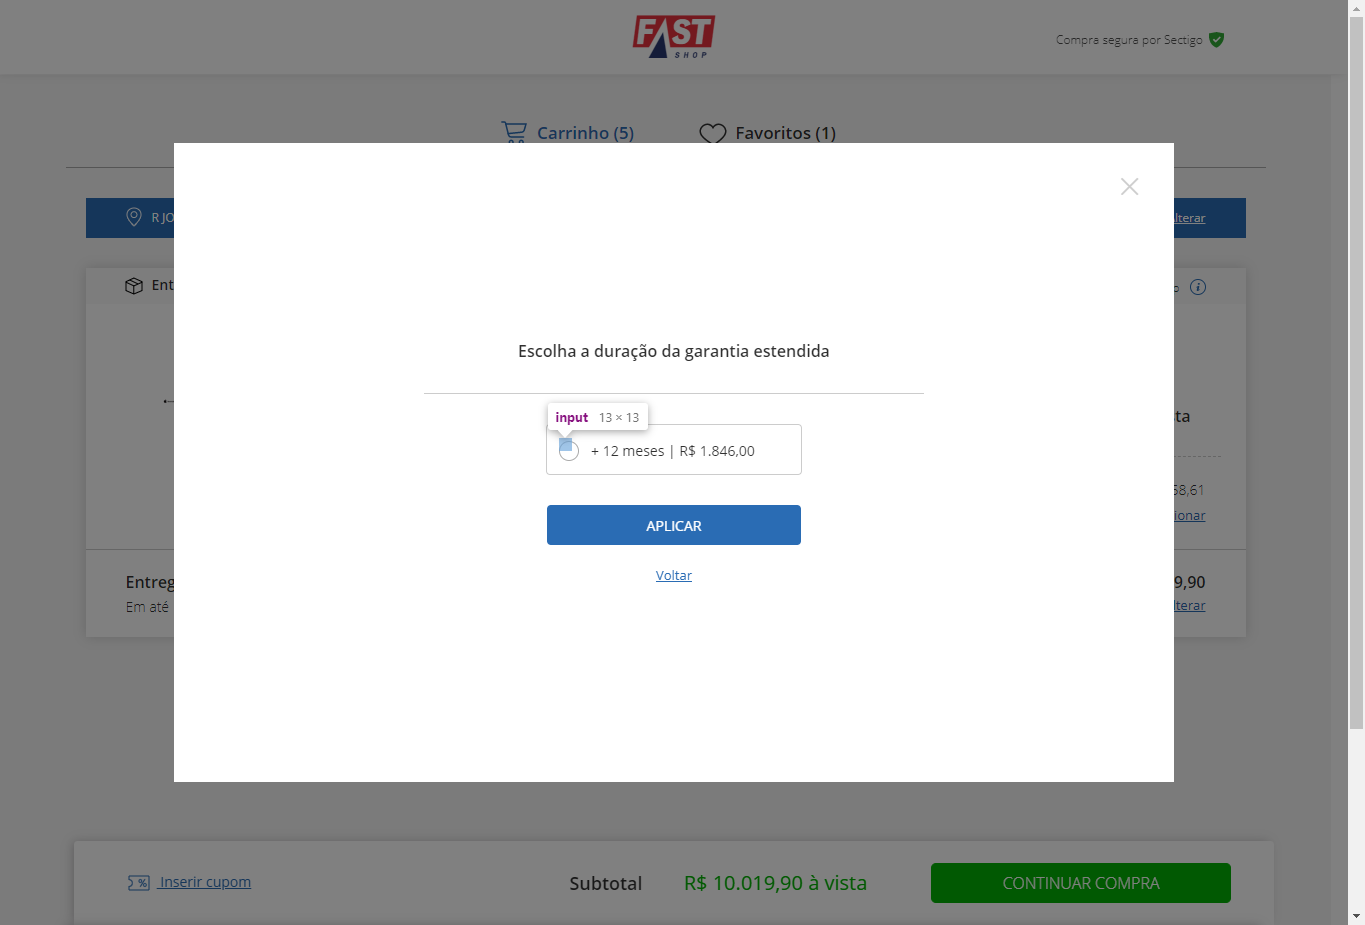 FAST
SHOP
Compra segura por Sectigo
Carrinho (5)
Favoritos (1)
R JO
lterar
Ent
Escolha a duração da garantia estendida
ta
input 13 × 13
+ 12 meses | R$ 1.846,00
58,61
ionar
APLICAR
Voltar
Entreg
9,90
Em até
lterar
% Inserir cupom
Subtotal
R$ 10.019,90 à vista
CONTINUAR COMPRA